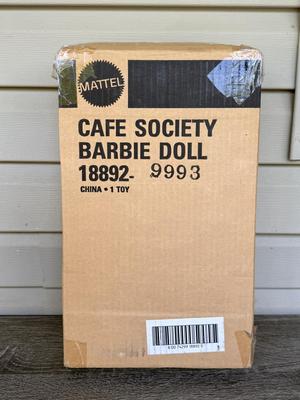 MATTEL
CAFE SOCIETY
BARBIE DOLL
18892- 9993
CHINA • 1 TOY